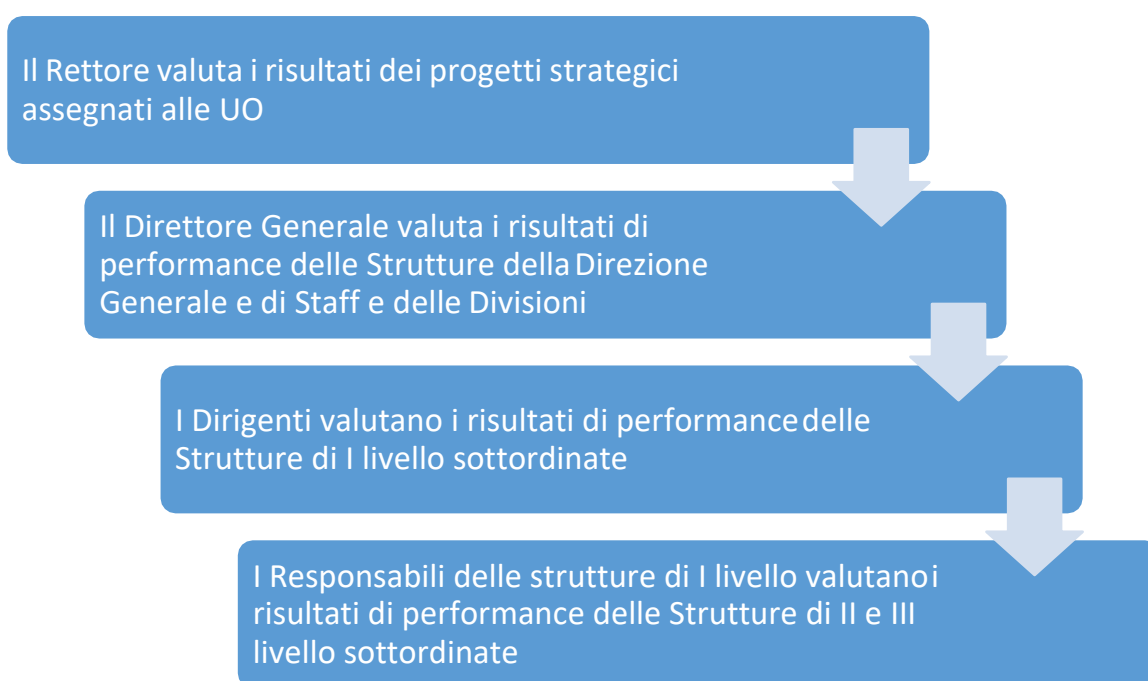 Il Rettore valuta i risultati dei progetti strategici
assegnati alle UO
Il Direttore Generale valuta i risultati di
performance delle Strutture della Direzione
Generale e di Staff e delle Divisioni
I Dirigenti valutano i risultati di performance delle
Strutture di I livello sottordinate
I Responsabili delle strutture di I livello valutano i
risultati di performance delle Strutture di II e III
livello sottordinate